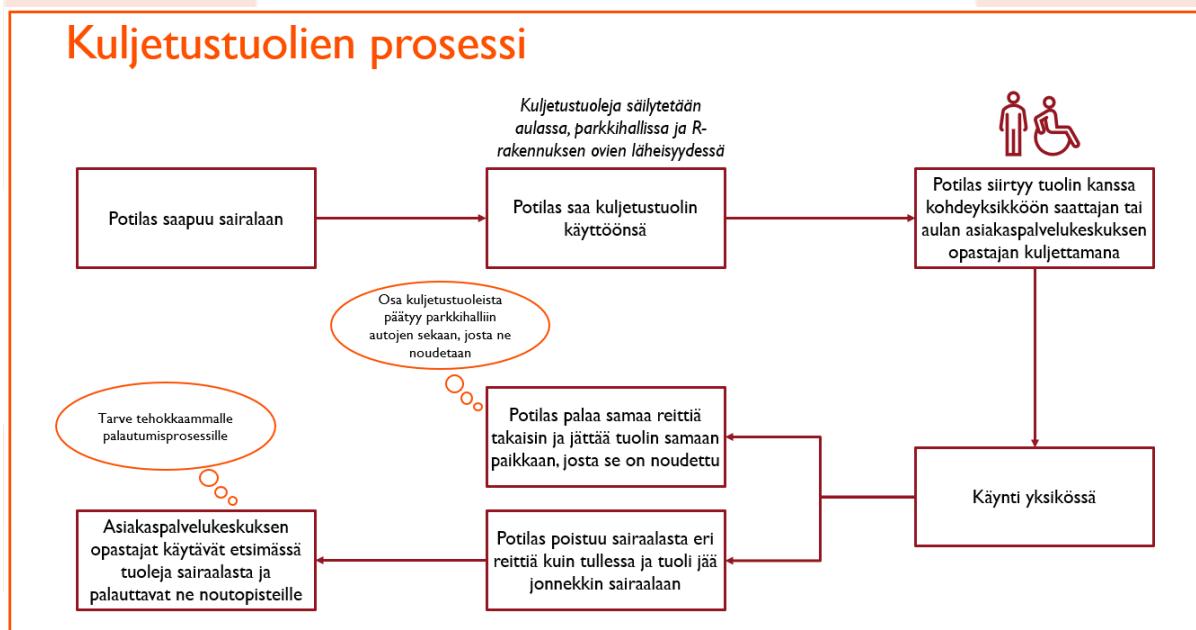 Kuljetustuolien prosessi
Kuljetustuoleja säilytetään
aulassa, parkkihallissa ja R-
rakennuksen ovien läheisyydessä
Potilas saapuu sairalaan
Potilas saa kuljetustuolin
käyttöönsä
Potilas siirtyy tuolin kanssa
kohdeyksikköön saattajan tai
aulan asiakaspalvelukeskuksen
opastajan kuljettamana
Osa kuljetustuoleista
päätyy parkkihalliin
autojen sekaan, josta ne
noudetaan
Tarve tehokkaammalle
palautumisprosessille
Potilas palaa samaa reittiä
takaisin ja jättää tuolin samaan
paikkaan, josta se on noudettu
Käynti yksikössä
Asiakaspalvelukeskuksen
opastajat käytävät etsimässä
tuoleja sairaalasta ja
palauttavat ne noutopisteille
Potilas poistuu sairaalasta eri
reittiä kuin tullessa ja tuoli jää
jonnekkin sairaalaan